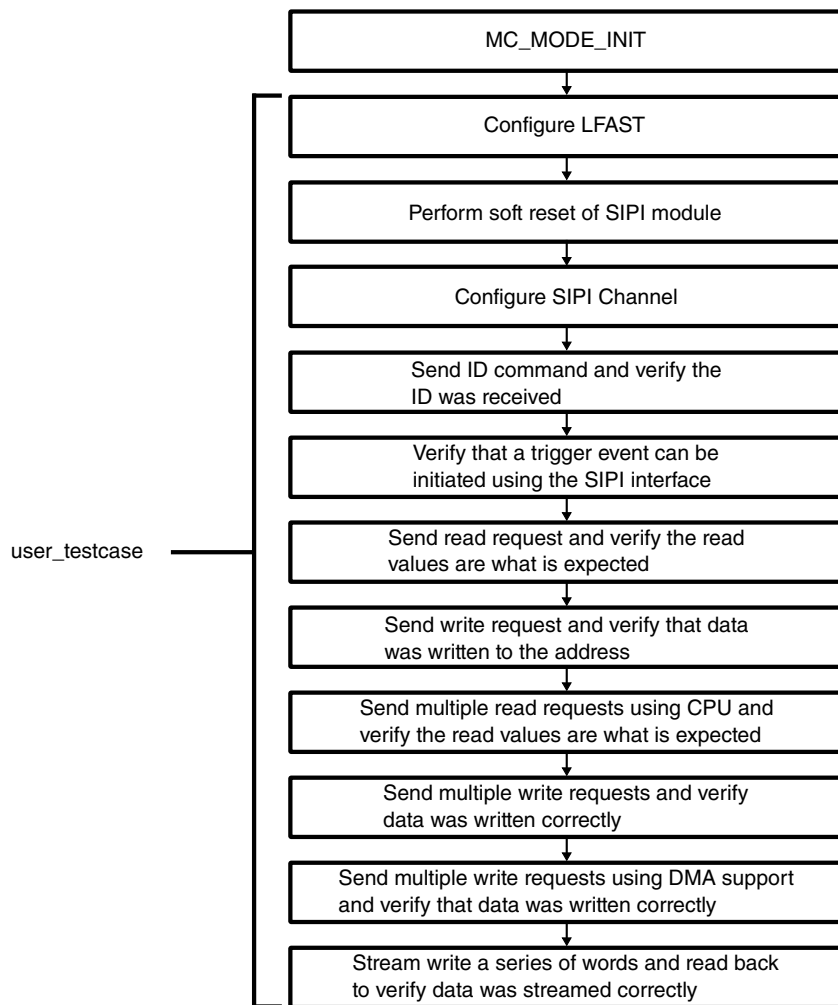 MC_MODE_INIT
Configure LFAST
Perform soft reset of SIPI module
Configure SIPI Channel
Send ID command and verify the
ID was received
Verify that a trigger event can be
initiated using the SIPI interface
user_testcase
Send read request and verify the read
values are what is expected
Send write request and verify that data
was written to the address
Send multiple read requests using CPU and
verify the read values are what is expected
Send multiple write requests and verify
data was written correctly
Send multiple write requests using DMA support
and verify that data was written correctly
Stream write a series of words and read back
to verify data was streamed correctly